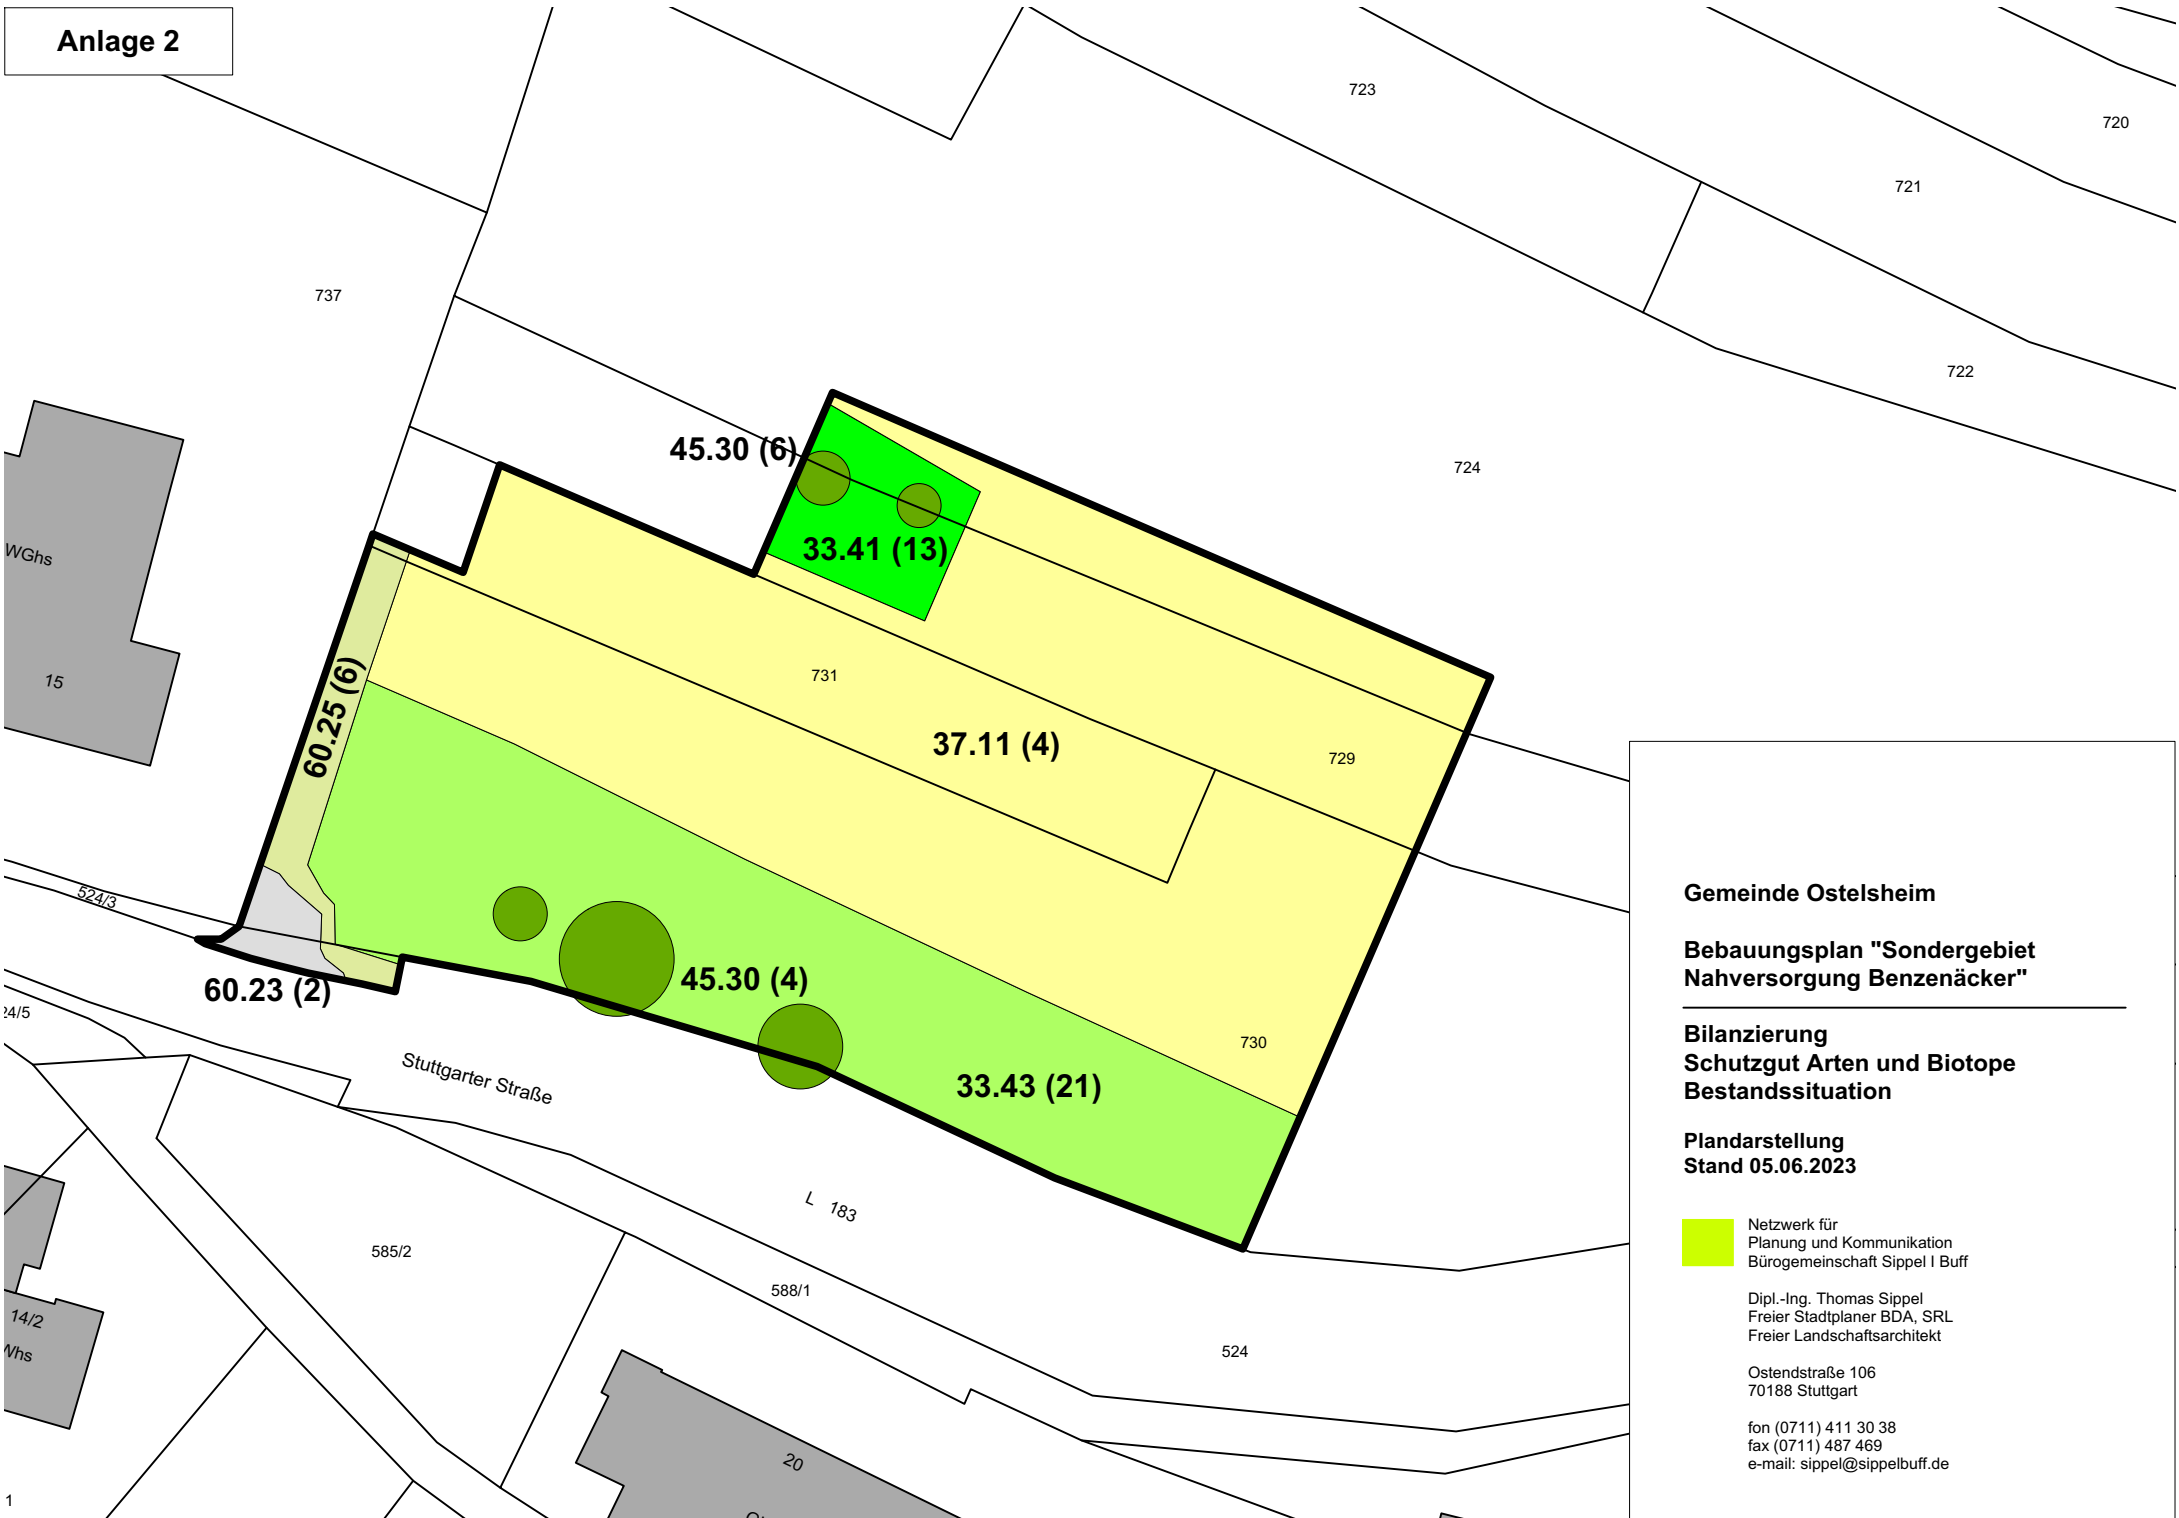 Anlage 2
723
720
721
737
722
45.30 (6)
724
33.41 (13)
WGhs
15
60.25 (6)
731
37.11 (4)
729
524/3
60.23 (2)
45.30 (4)
730
33.43 (21)
Stuttgarter Straße
L 183
585/2
588/1
524
14/2
20
1
Gemeinde Ostelsheim
Bebauungsplan "Sondergebiet
Nahversorgung Benzenäcker"
Bilanzierung
Schutzgut Arten und Biotope
Bestandssituation
Plandarstellung
Stand 05.06.2023
Netzwerk für
Planung und Kommunikation
Bürogemeinschaft Sippel I Buff
Dipl.-Ing. Thomas Sippel
Freier Stadtplaner BDA, SRL
Freier Landschaftsarchitekt
Ostendstraße 106
70188 Stuttgart
fon (0711) 411 30 38
fax (0711) 487 469
e-mail: sippel@sippelbuff.de